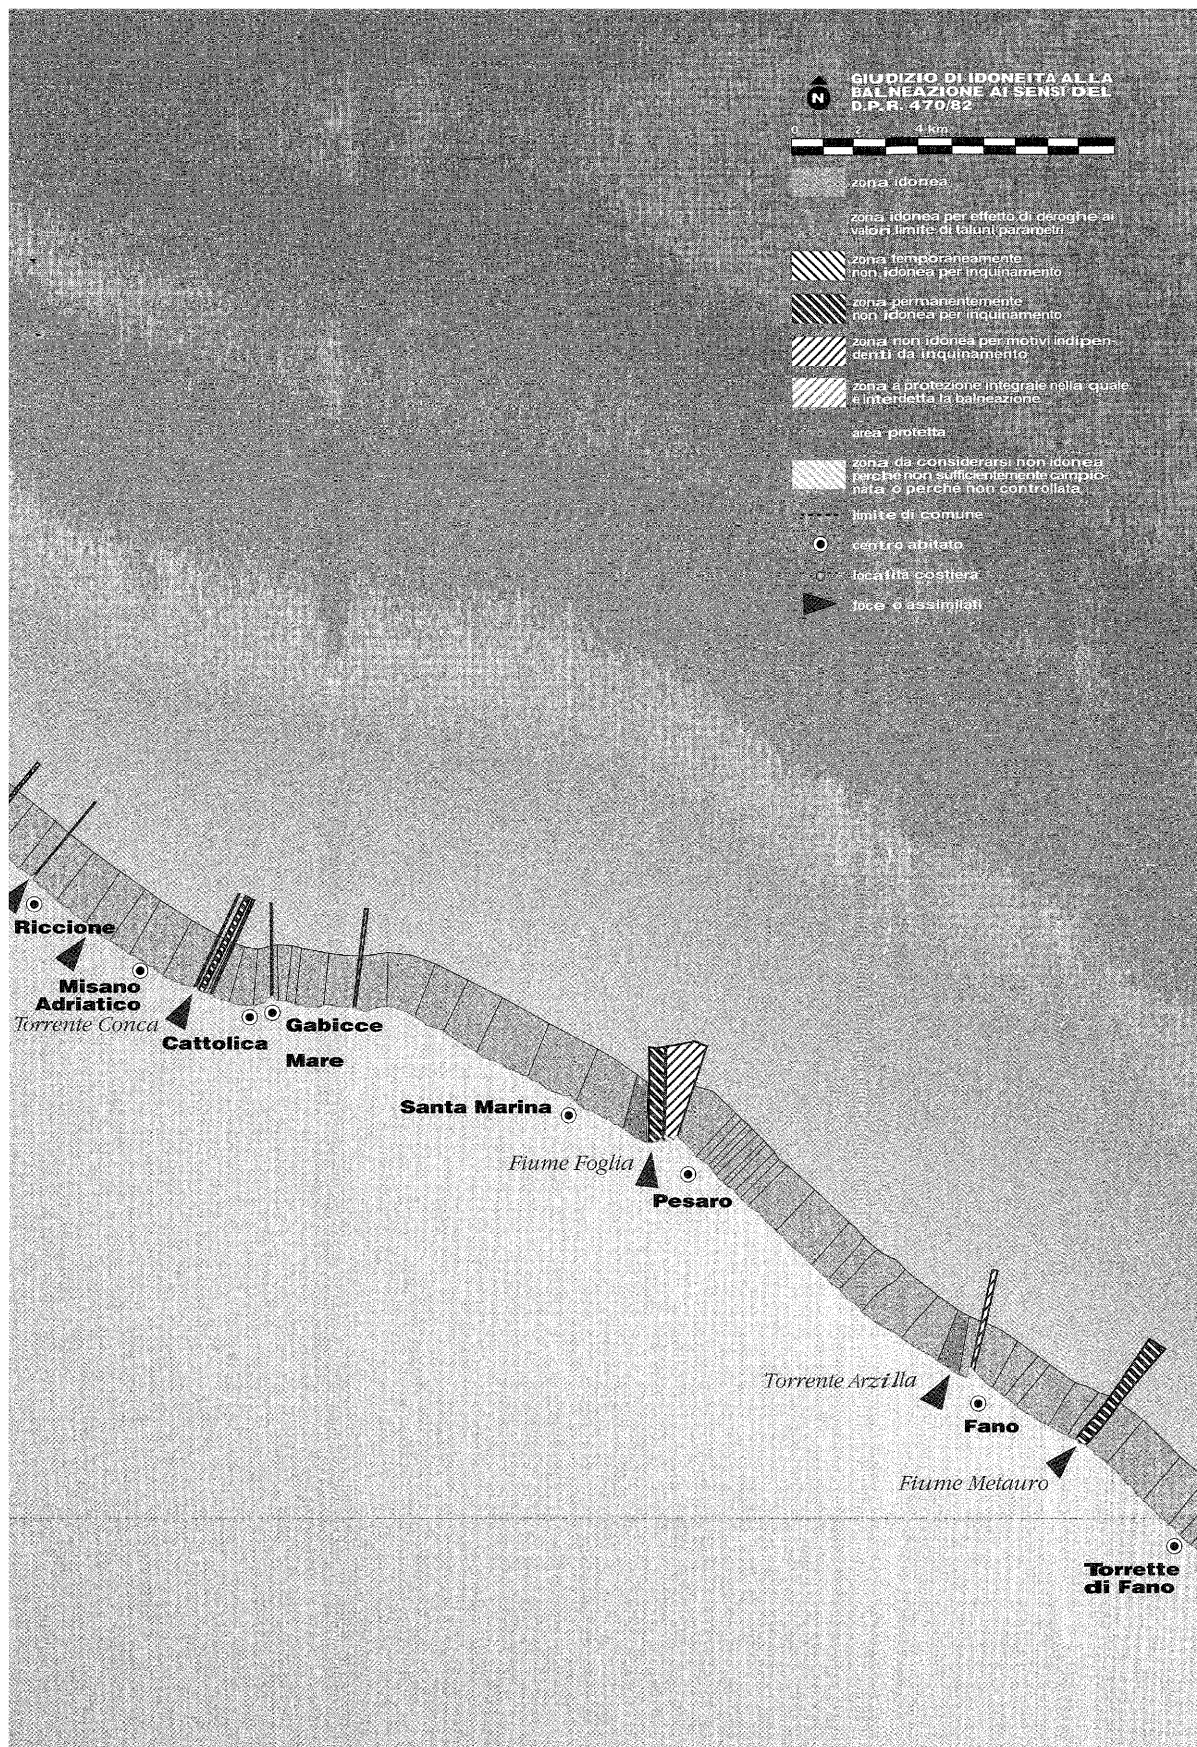 N
GIUDIZIO DI IDONEITÀ ALLA
BALNEAZIONE AI SENSI DEL
D.P.R. 470/82
0 2 4 km
zona idonea
zona idonea per effetto di deroghe ai
valori limite di taluni parametri
zona temporaneamente
non idonea per inquinamento
zona permanentemente
non idonea per inquinamento
zona non idonea per motivi indipen-
denti da inquinamento
zona a protezione integrale nella quale
è interdetta la balneazione
area protetta
zona da considerarsi non idonea
perché non sufficientemente campio-
nata o perché non controllata
limite di comune
centro abitato
località costiera
foce o assimilati
Riccione
Misano
Adriatico
Torrente Conca
Cattolica
Gabicce
Mare
Santa Marina
Fiume Foglia
Pesaro
Torrente Arzilla
Fano
Fiume Metauro
Torrette
di Fano